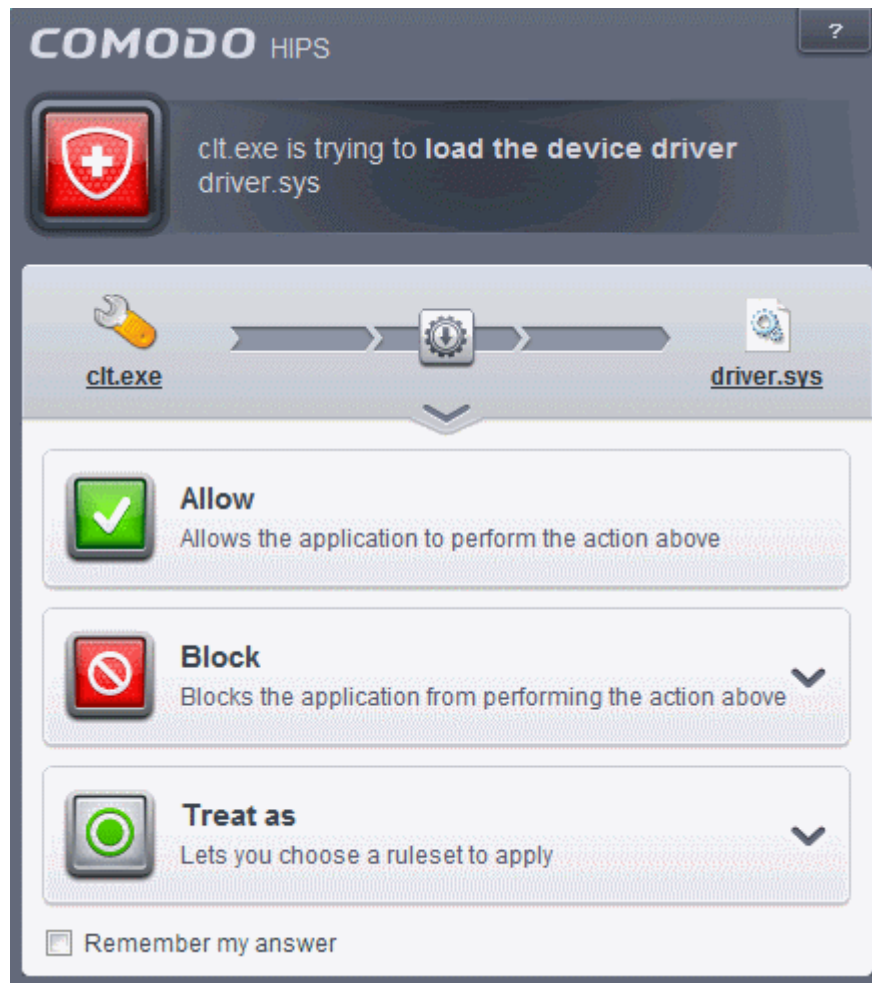 COMODO HIPS
?
clt.exe is trying to load the device driver
driver.sys
clt.exe
driver.sys
Allow
Allows the application to perform the action above
Block
Blocks the application from performing the action above
Treat as
Lets you choose a ruleset to apply
Remember my answer